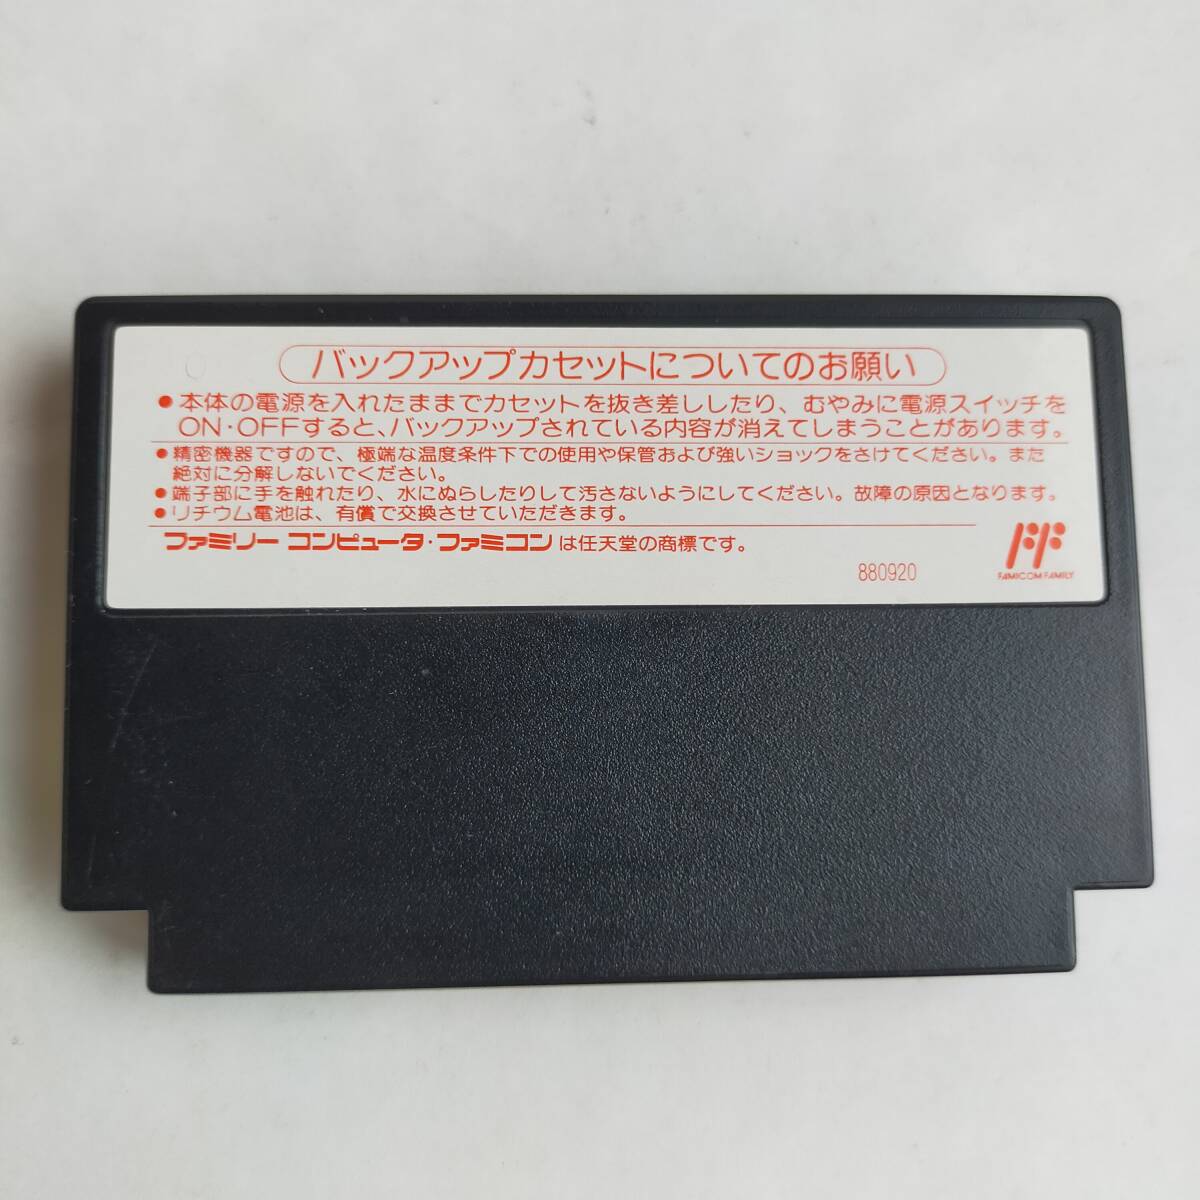 バックアップカセットについてのお願い
●本体の電源を入れたままでカセットを抜き差ししたり、むやみに電源スイッチを
ON・OFFすると、バックアップされている内容が消えてしまうことがあります。
●精密機器ですので、極端な温度条件下での使用や保管および強いショックをさけてください。また
絶対に分解しないでください。
●端子部に手を触れたり、水にぬらしたりして汚さないようにしてください。故障の原因となります。
●リチウム電池は、有償で交換させていただきます。
ファミリー コンピュータ・ファミコン は任天堂の商標です。
880920
FAMICOM FAMILY